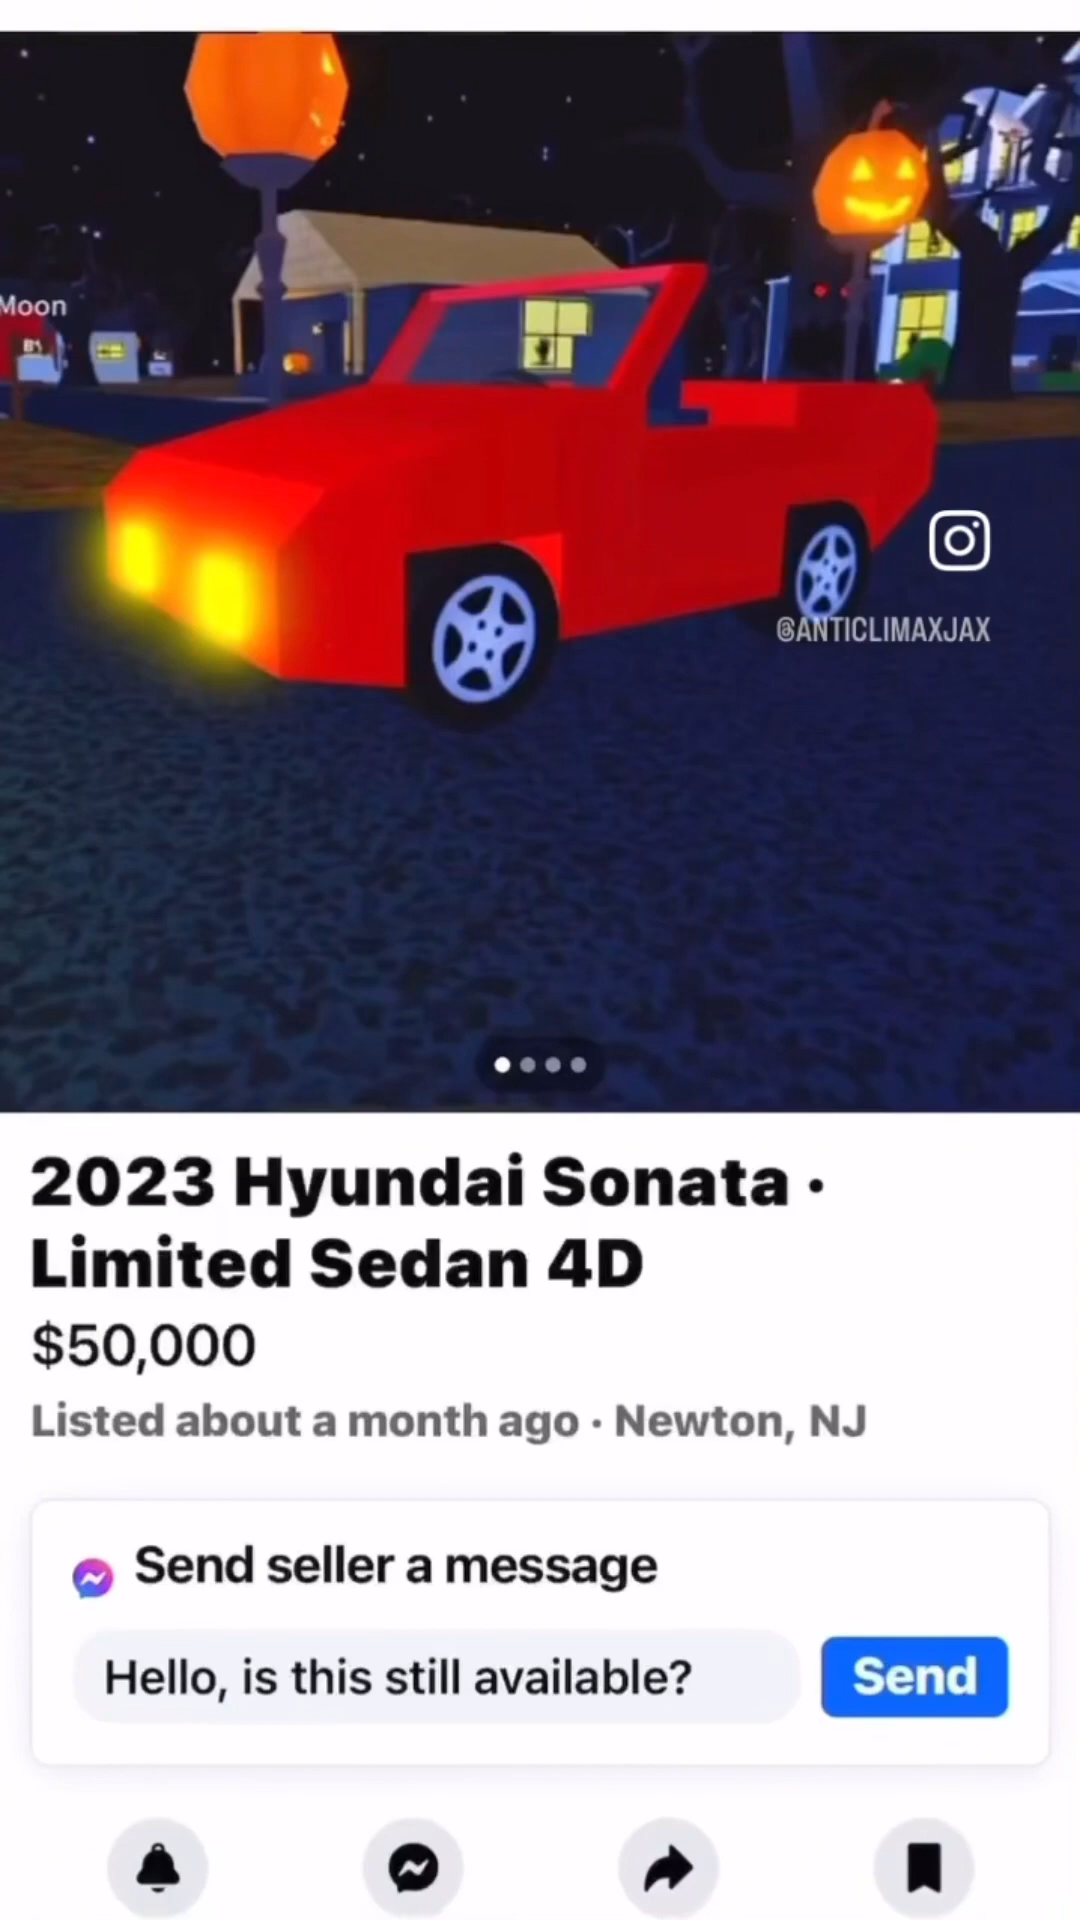 Moon
@ANTICLIMAXJAX
2023 Hyundai Sonata ·
Limited Sedan 4D
$50,000
Listed about a month ago · Newton, NJ
Send seller a message
Hello, is this still available?
Send